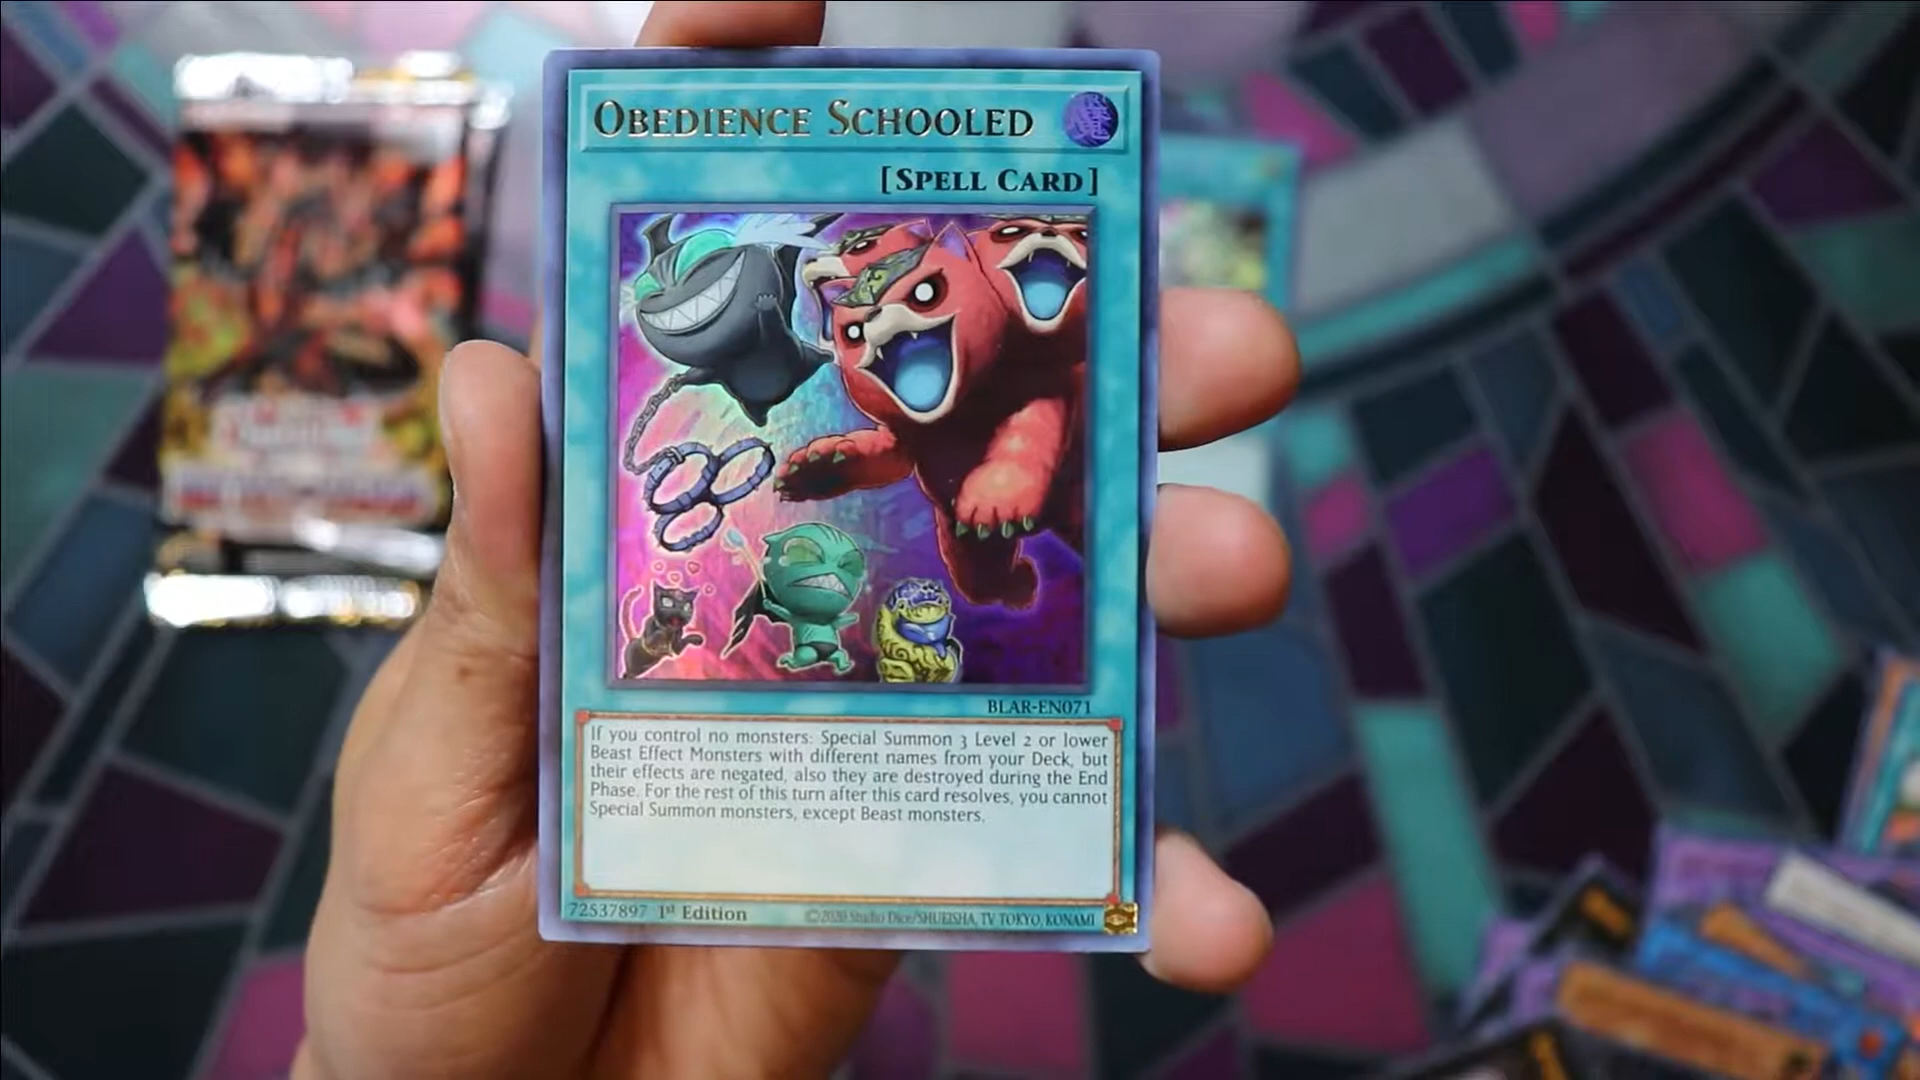 OBEDIENCE SCHOOLED
[SPELL CARD]
BLAR-EN071
If you control no monsters: Special Summon 3 Level 2 or lower
Beast Effect Monsters with different names from your Deck, but
their effects are negated, also they are destroyed during the End
Phase. For the rest of this turn after this card resolves, you cannot
Special Summon monsters, except Beast monsters.
72537897 1st Edition ©2020 Studio Dice/SHUEISHA, TV TOKYO, KONAMI